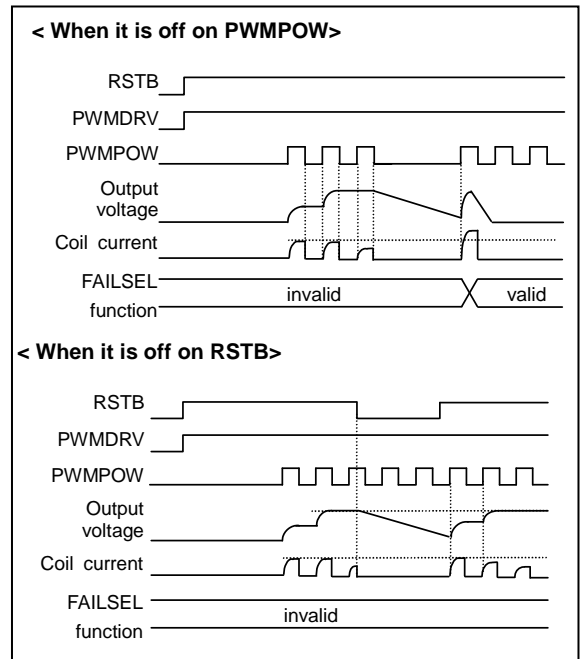 < When it is off on PWMPOW>
RSTB
PWMDRV
PWMPOW
Output
voltage
Coil current
FAILSEL
function
invalid
valid
< When it is off on RSTB>
RSTB
PWMDRV
PWMPOW
Output
voltage
Coil current
FAILSEL
function
invalid